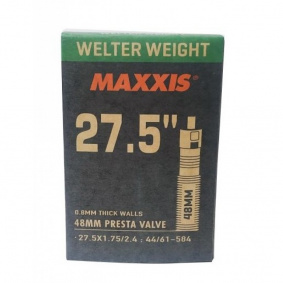 WELTER WEIGHT
MAXXIS®
27.5"
48MM
0.8MM THICK WALLS
48MM PRESTA VALVE
27.5X1.75/2.4 ; 44/61-584